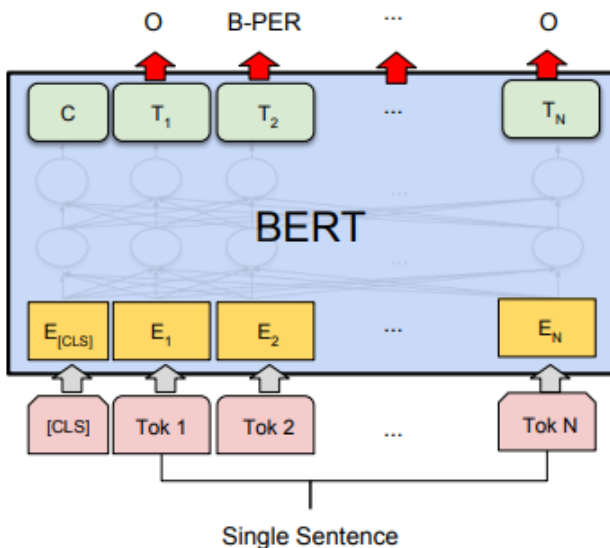 O B-PER ... O
C T1 T2 ... TN
...
BERT
...
E[CLS] E1 E2 ... EN
[CLS] Tok 1 Tok 2 ... Tok N
Single Sentence